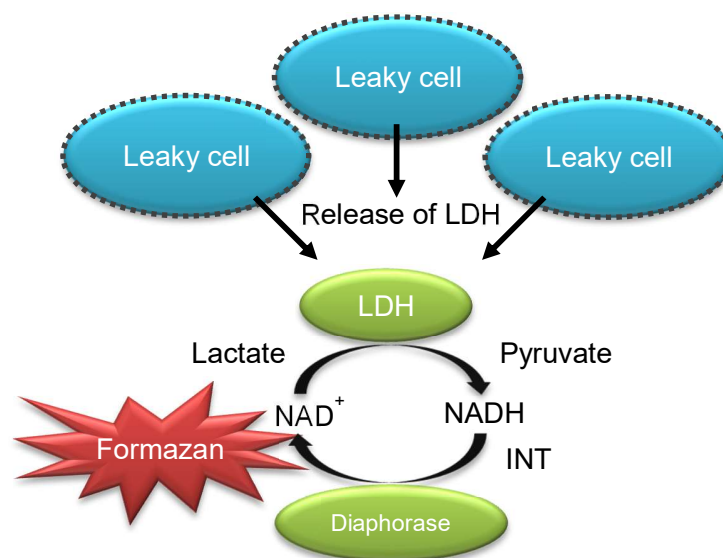 Leaky cell
Leaky cell
Leaky cell
Release of LDH
LDH
Lactate
Pyruvate
NAD⁺
NADH
Formazan
INT
Diaphorase